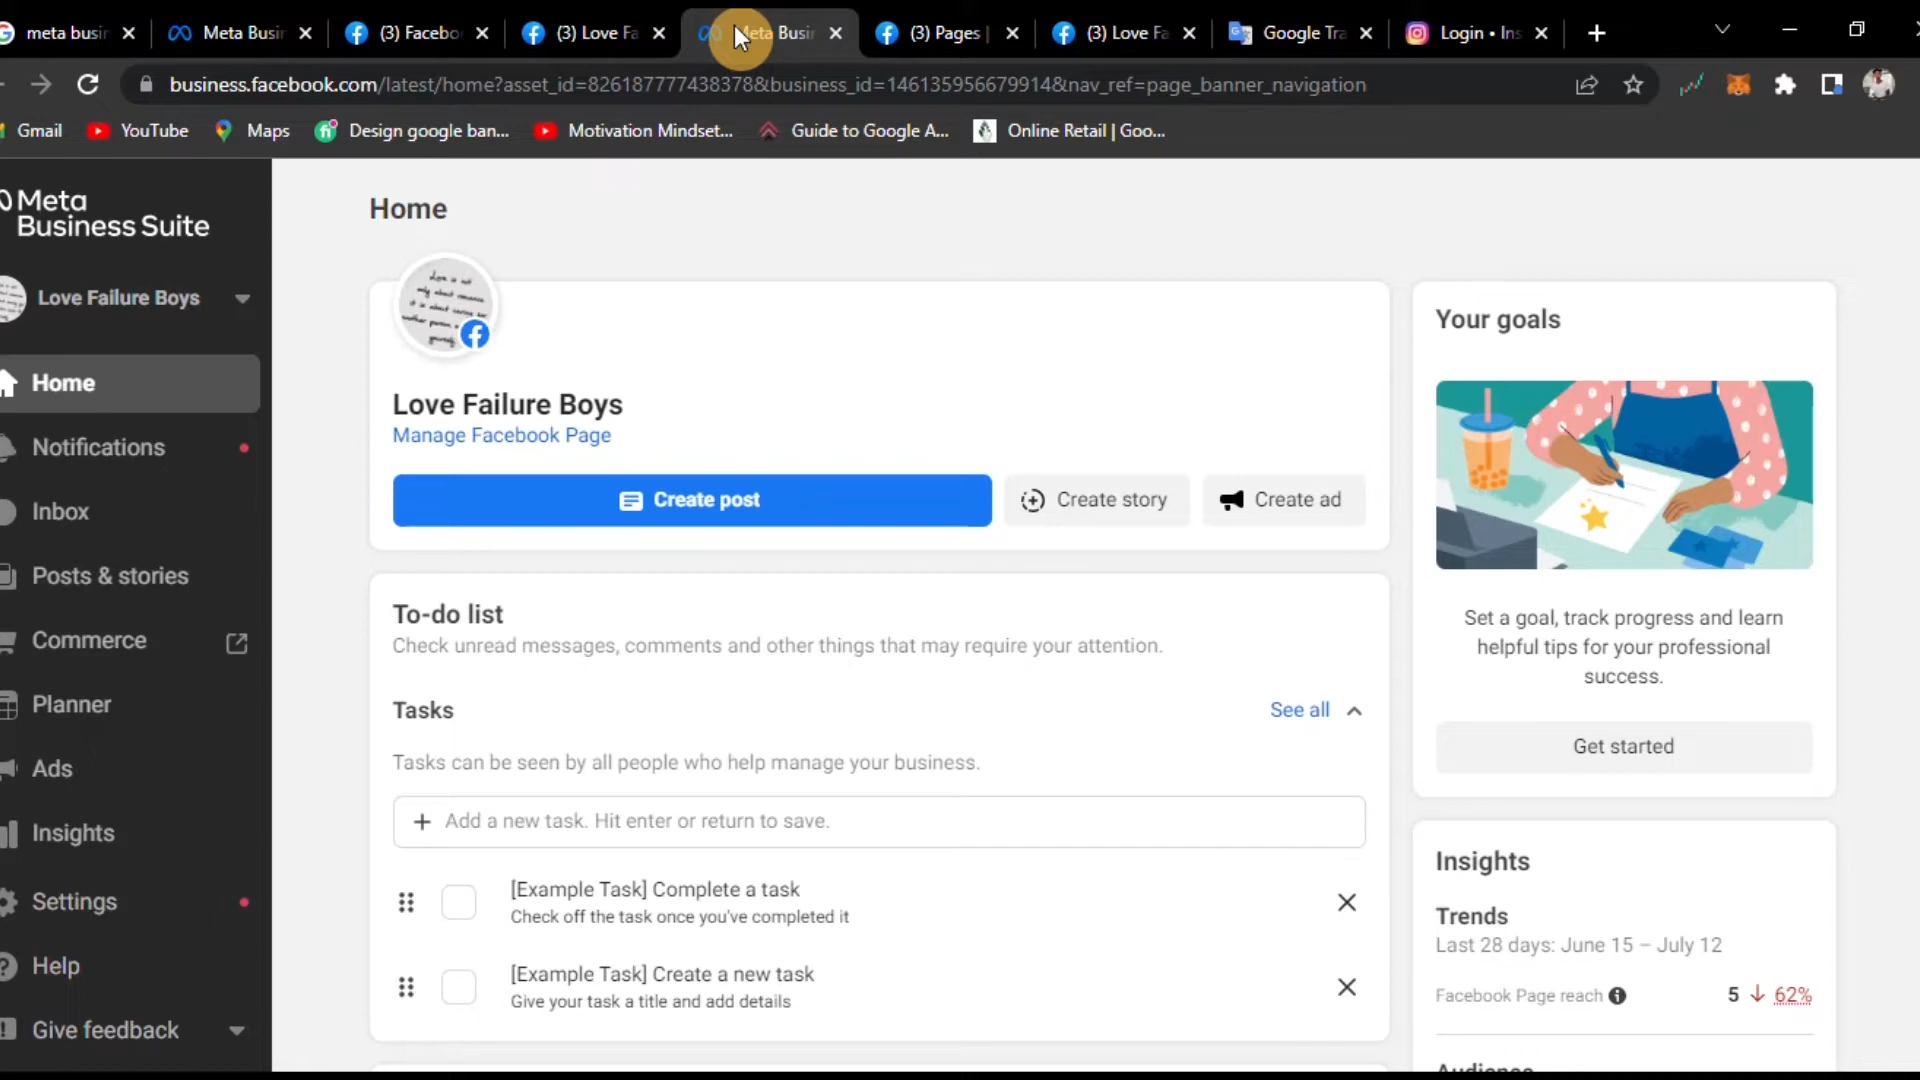 meta busin
Meta Busin
(3) Facebo
(3) Love Fa
Meta Busin
(3) Pages |
(3) Love Fa
Google Tra
Login • Ins
business.facebook.com/latest/home?asset_id=826187777438378&business_id=146135956679914&nav_ref=page_banner_navigation
Gmail
YouTube
Maps
Design google ban...
Motivation Mindset...
Guide to Google A...
Online Retail | Goo...
Meta
Business Suite
Love Failure Boys
Home
Notifications
Inbox
Posts & stories
Commerce
Planner
Ads
Insights
Settings
Help
Give feedback
Home
Love Failure Boys
Manage Facebook Page
Create post
Create story
Create ad
To-do list
Check unread messages, comments and other things that may require your attention.
Tasks
See all
Tasks can be seen by all people who help manage your business.
Add a new task. Hit enter or return to save.
[Example Task] Complete a task
Check off the task once you've completed it
[Example Task] Create a new task
Give your task a title and add details
Your goals
Set a goal, track progress and learn
helpful tips for your professional
success.
Get started
Insights
Trends
Last 28 days: June 15 – July 12
Facebook Page reach
5 ↓ 62%
Audience